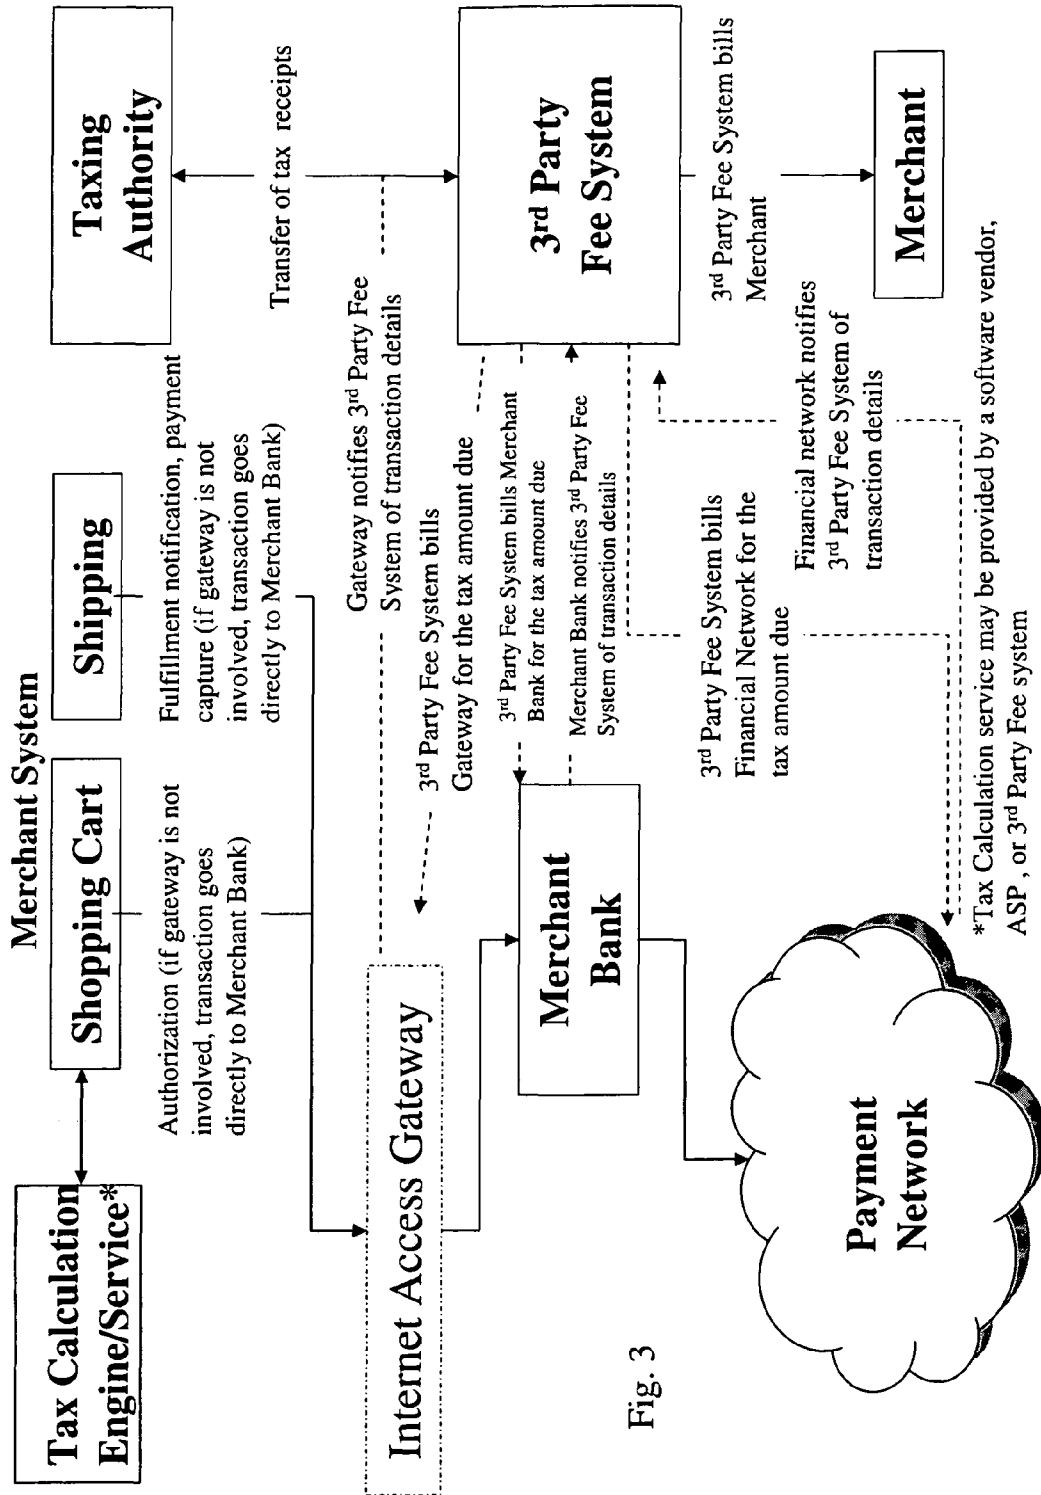 Merchant System
Tax Calculation
Engine/Service*
Shopping Cart
Shipping
Taxing
Authority
Authorization (if gateway is not
involved, transaction goes
directly to Merchant Bank)
Fulfillment notification, payment
capture (if gateway is not
involved, transaction goes
directly to Merchant Bank)
Transfer of tax receipts
Internet Access Gateway
Gateway notifies 3rd Party Fee
System of transaction details
3rd Party Fee System bills
Gateway for the tax amount due
3rd Party Fee System bills Merchant
Bank for the tax amount due
Merchant Bank notifies 3rd Party Fee
System of transaction details
Merchant
Bank
3rd Party
Fee System
3rd Party Fee System bills
Financial Network for the
tax amount due
3rd Party Fee System bills
Merchant
Financial network notifies
3rd Party Fee System of
transaction details
Merchant
Payment
Network
Fig. 3
*Tax Calculation service may be provided by a software vendor,
ASP , or 3rd Party Fee system